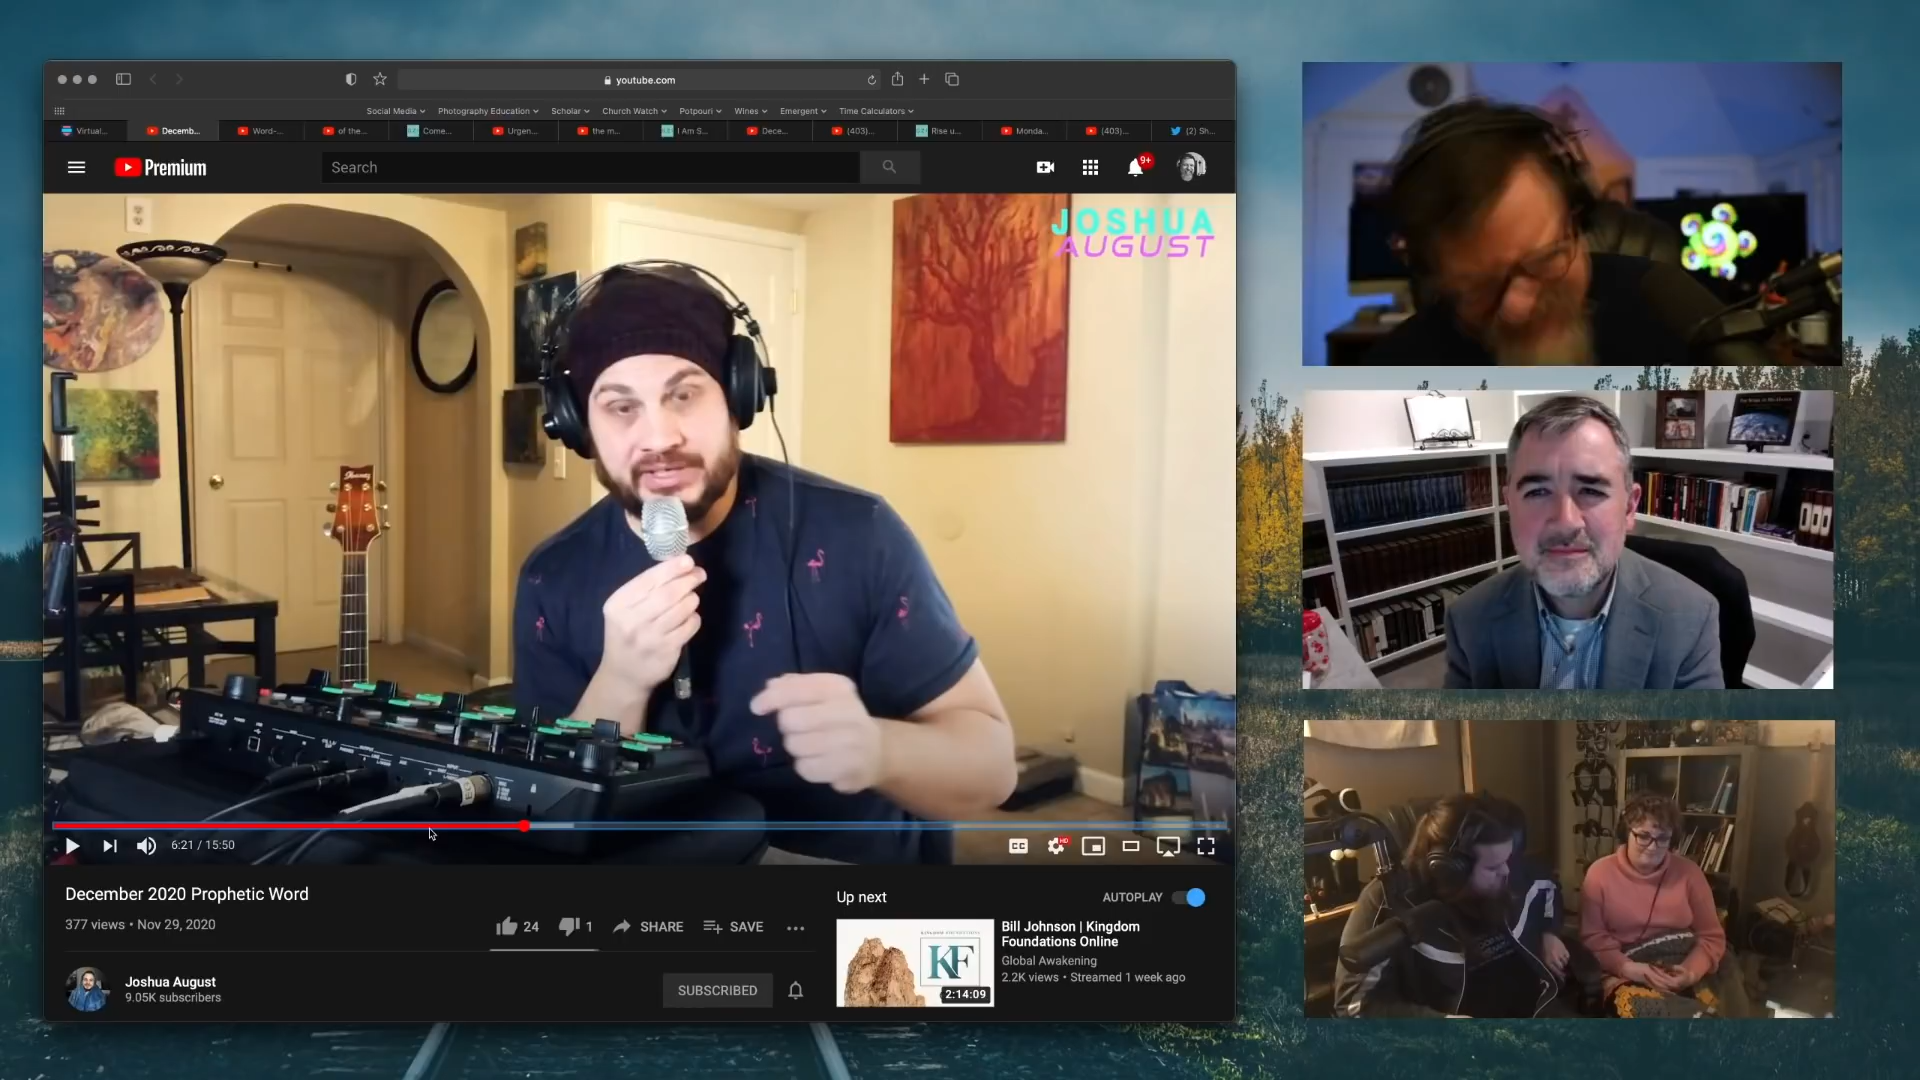 youtube.com
Social Media
Photography Education
Scholar
Church Watch
Potpouri
Wines
Emergent
Time Calculators
Virtual...
Decemb...
Word-...
of the...
Come...
Urgen...
the m...
I Am S...
Dece...
(403)...
Rise u...
Monda...
(403)...
(2) Sh...
Premium
Search
9+
JOSHUA
AUGUST
Ibanez
6:21 / 15:50
CC
HD
December 2020 Prophetic Word
377 views • Nov 29, 2020
24
1
SHARE
SAVE
Joshua August
9.05K subscribers
SUBSCRIBED
Up next
AUTOPLAY
KF
2:14:09
Bill Johnson | Kingdom
Foundations Online
Global Awakening
2.2K views • Streamed 1 week ago